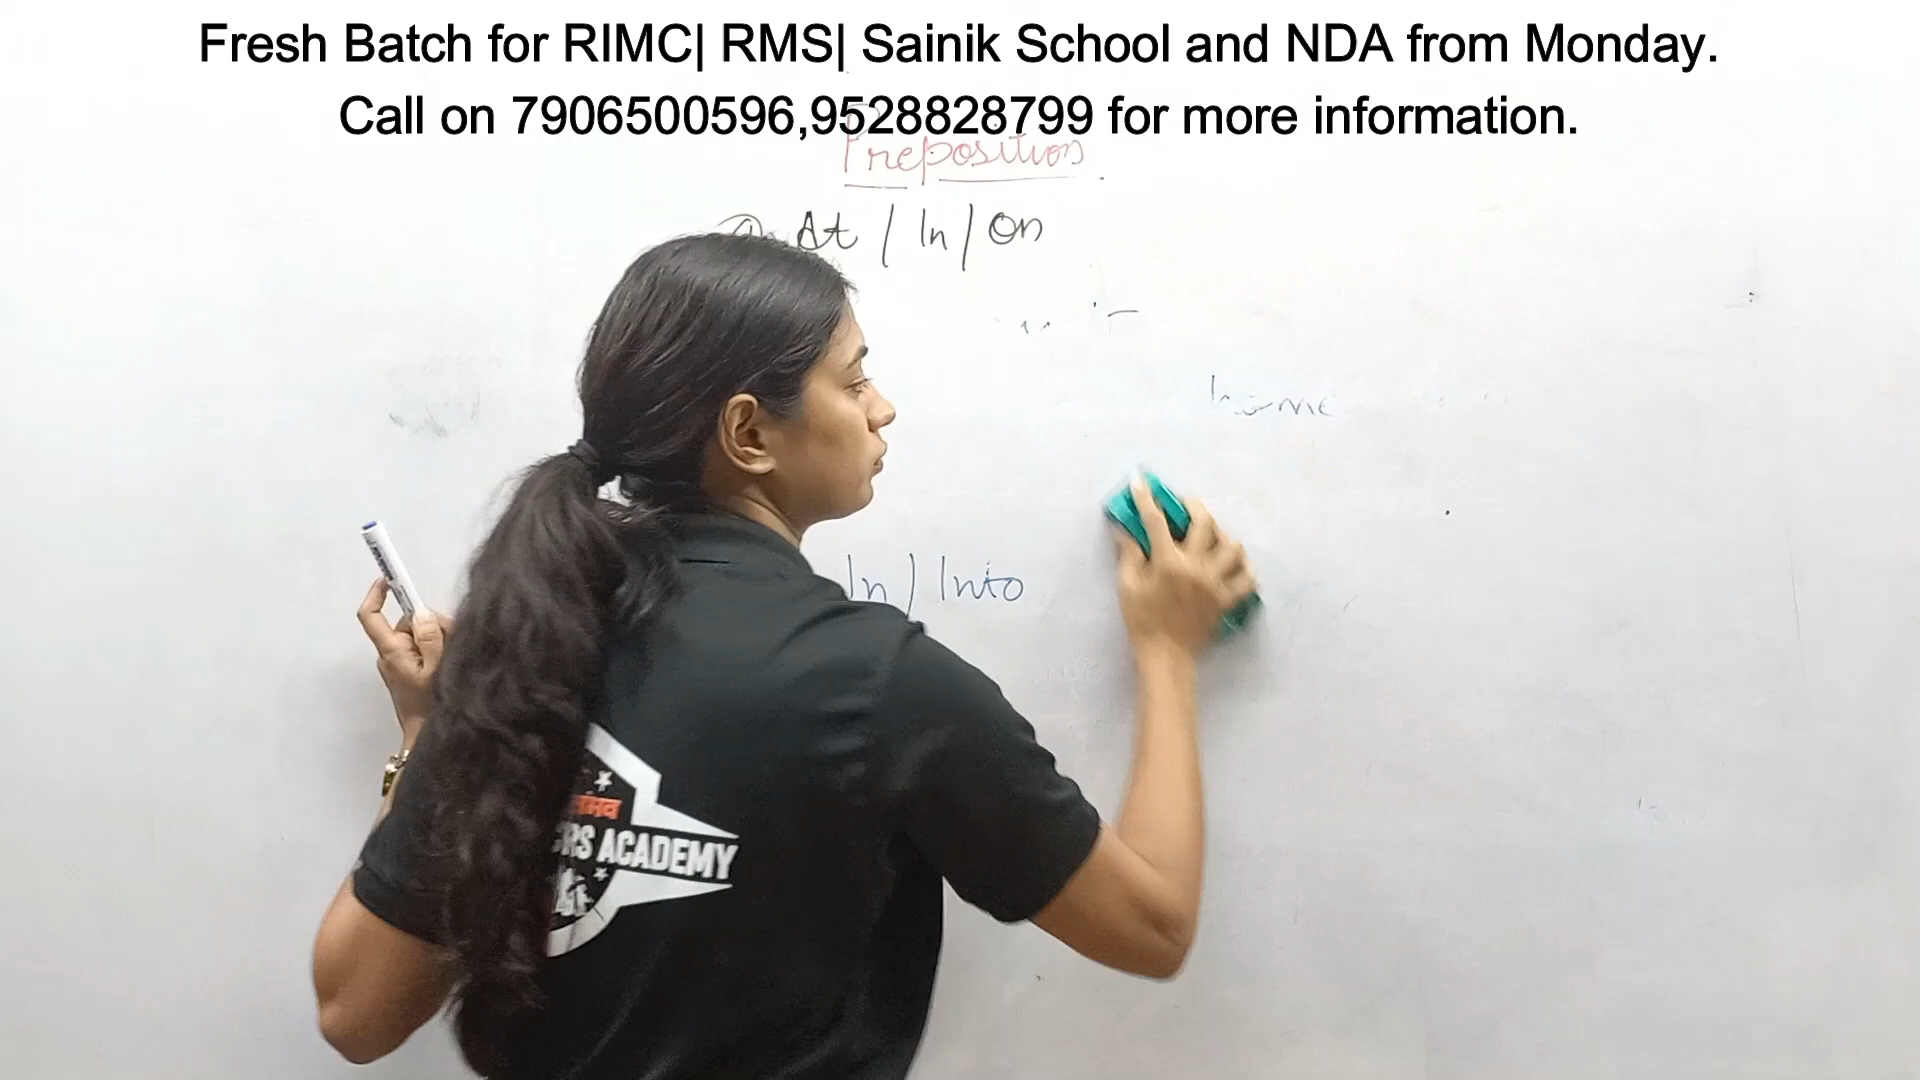 Fresh Batch for RIMC| RMS| Sainik School and NDA from Monday.
Call on 7906500596,9528828799 for more information.
Preposition
At / In / On
home
In / Into
RS ACADEMY